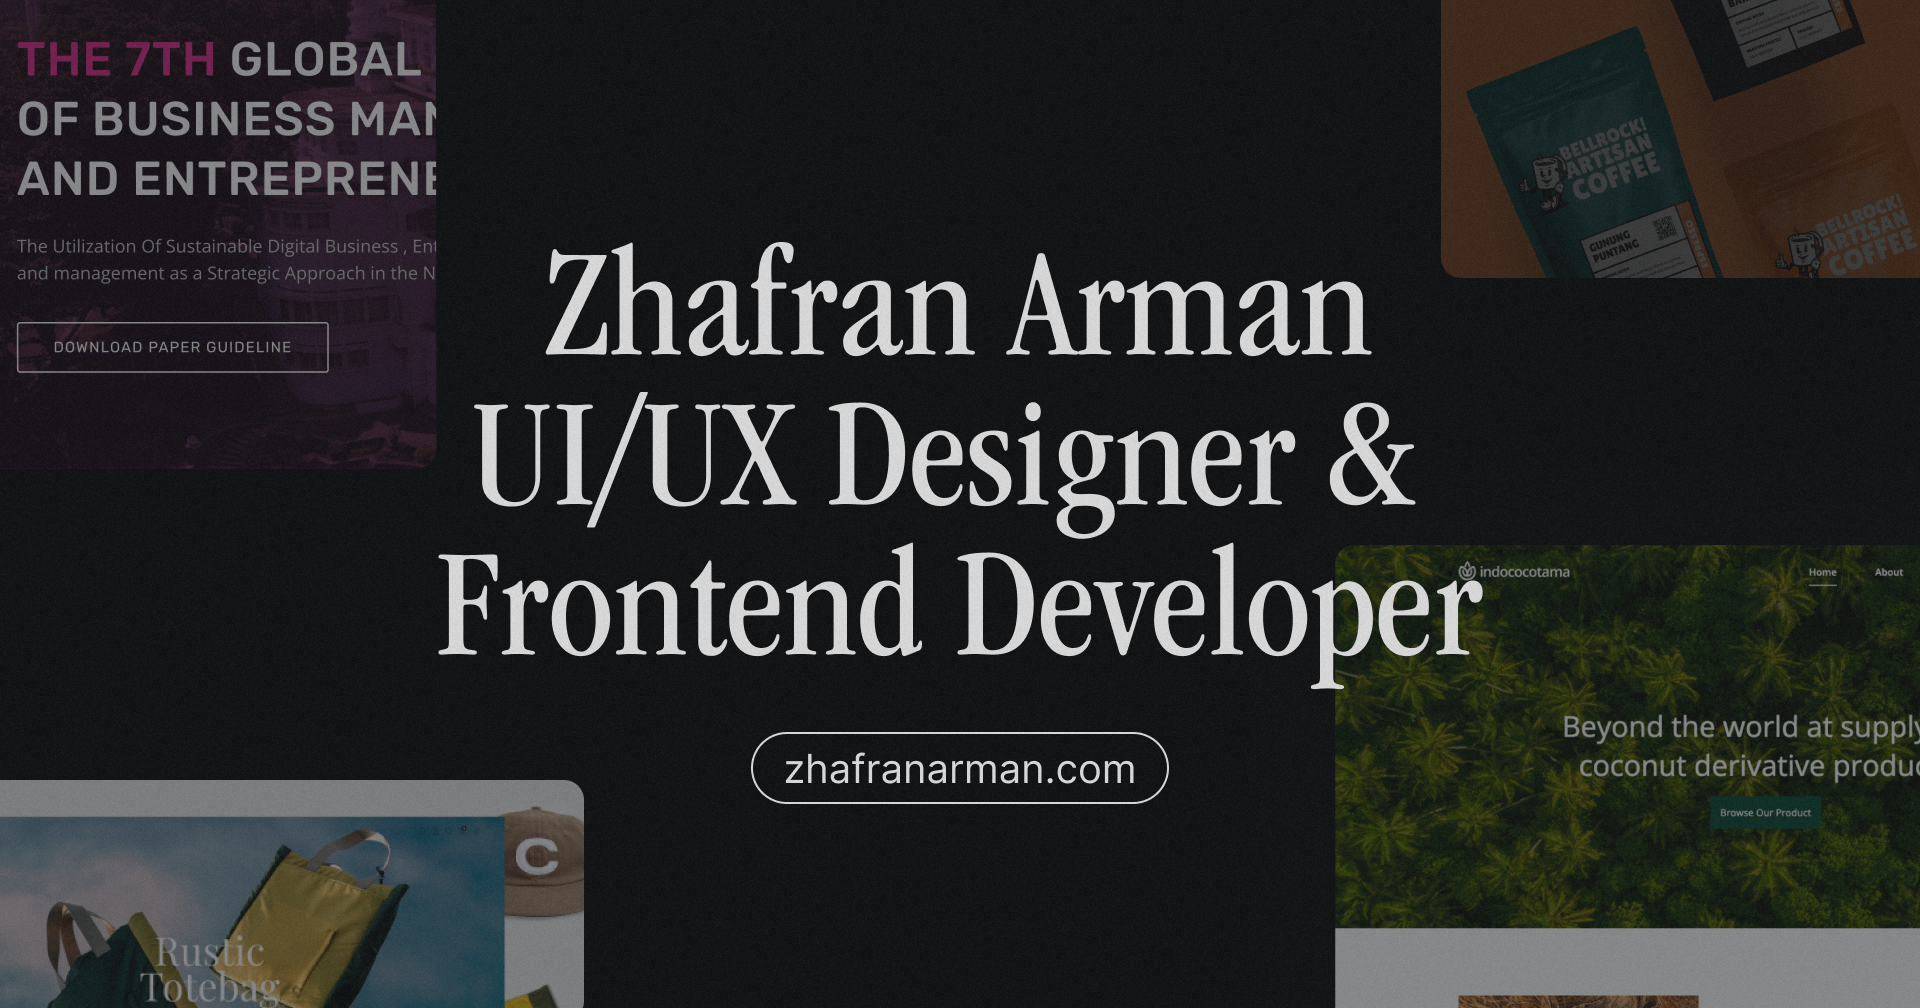 THE 7TH GLOBAL
OF BUSINESS MAN
AND ENTREPRENE
The Utilization Of Sustainable Digital Business , Ent
and management as a Strategic Approach in the N
DOWNLOAD PAPER GUIDELINE
BELLROCK!
ARTISAN
COFFEE
GUNUNG
PUNTANG
BELLROCK!
ARTISAN
COFFEE
Zhafran Arman
UI/UX Designer &
Frontend Developer
zhafranarman.com
indococotama
Home
About
Beyond the world at supply
coconut derivative produc
Browse Our Product
C
Rustic
Totebag